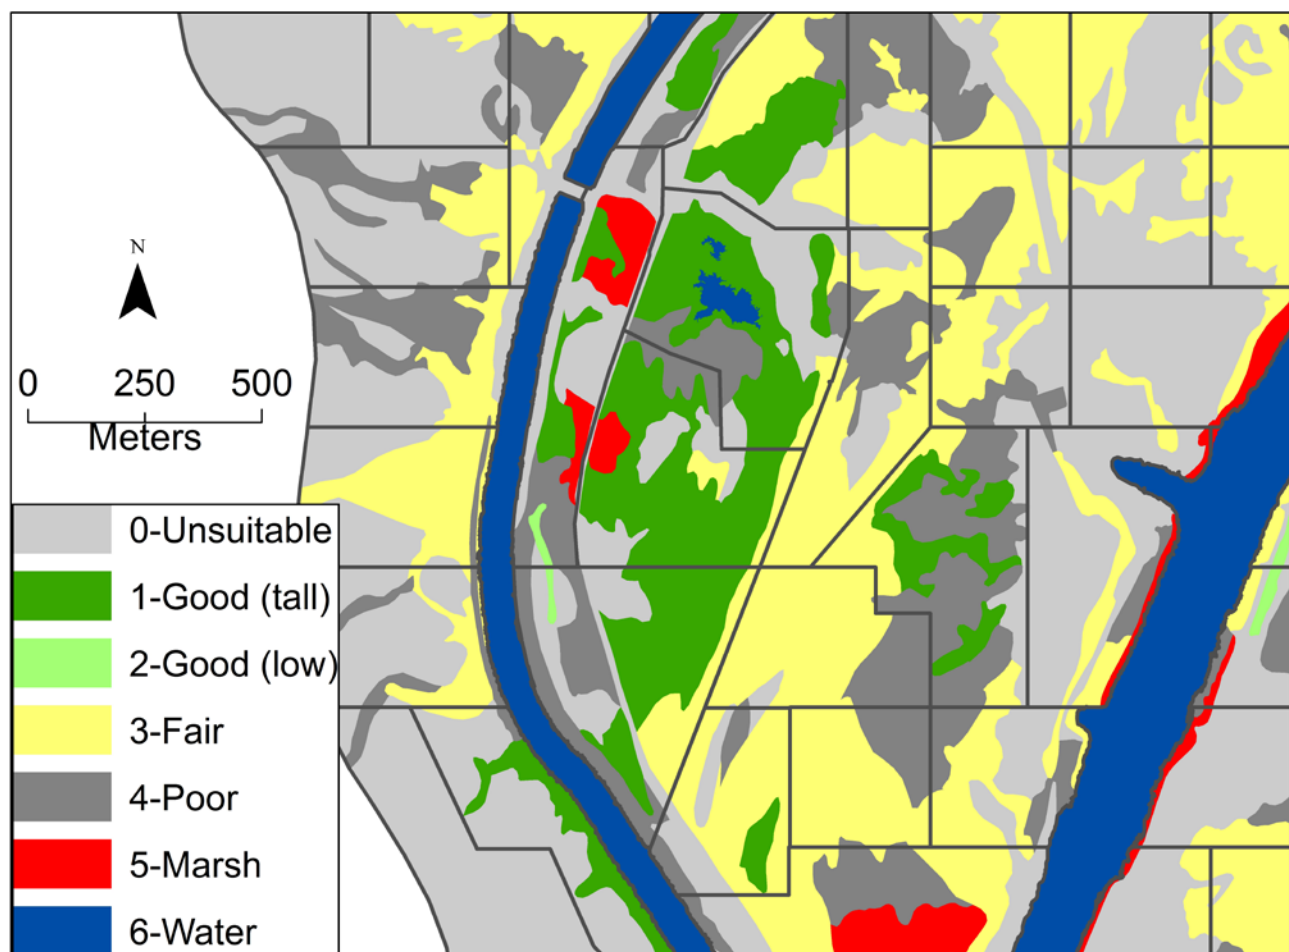 N
0 250 500
Meters
0-Unsuitable
1-Good (tall)
2-Good (low)
3-Fair
4-Poor
5-Marsh
6-Water